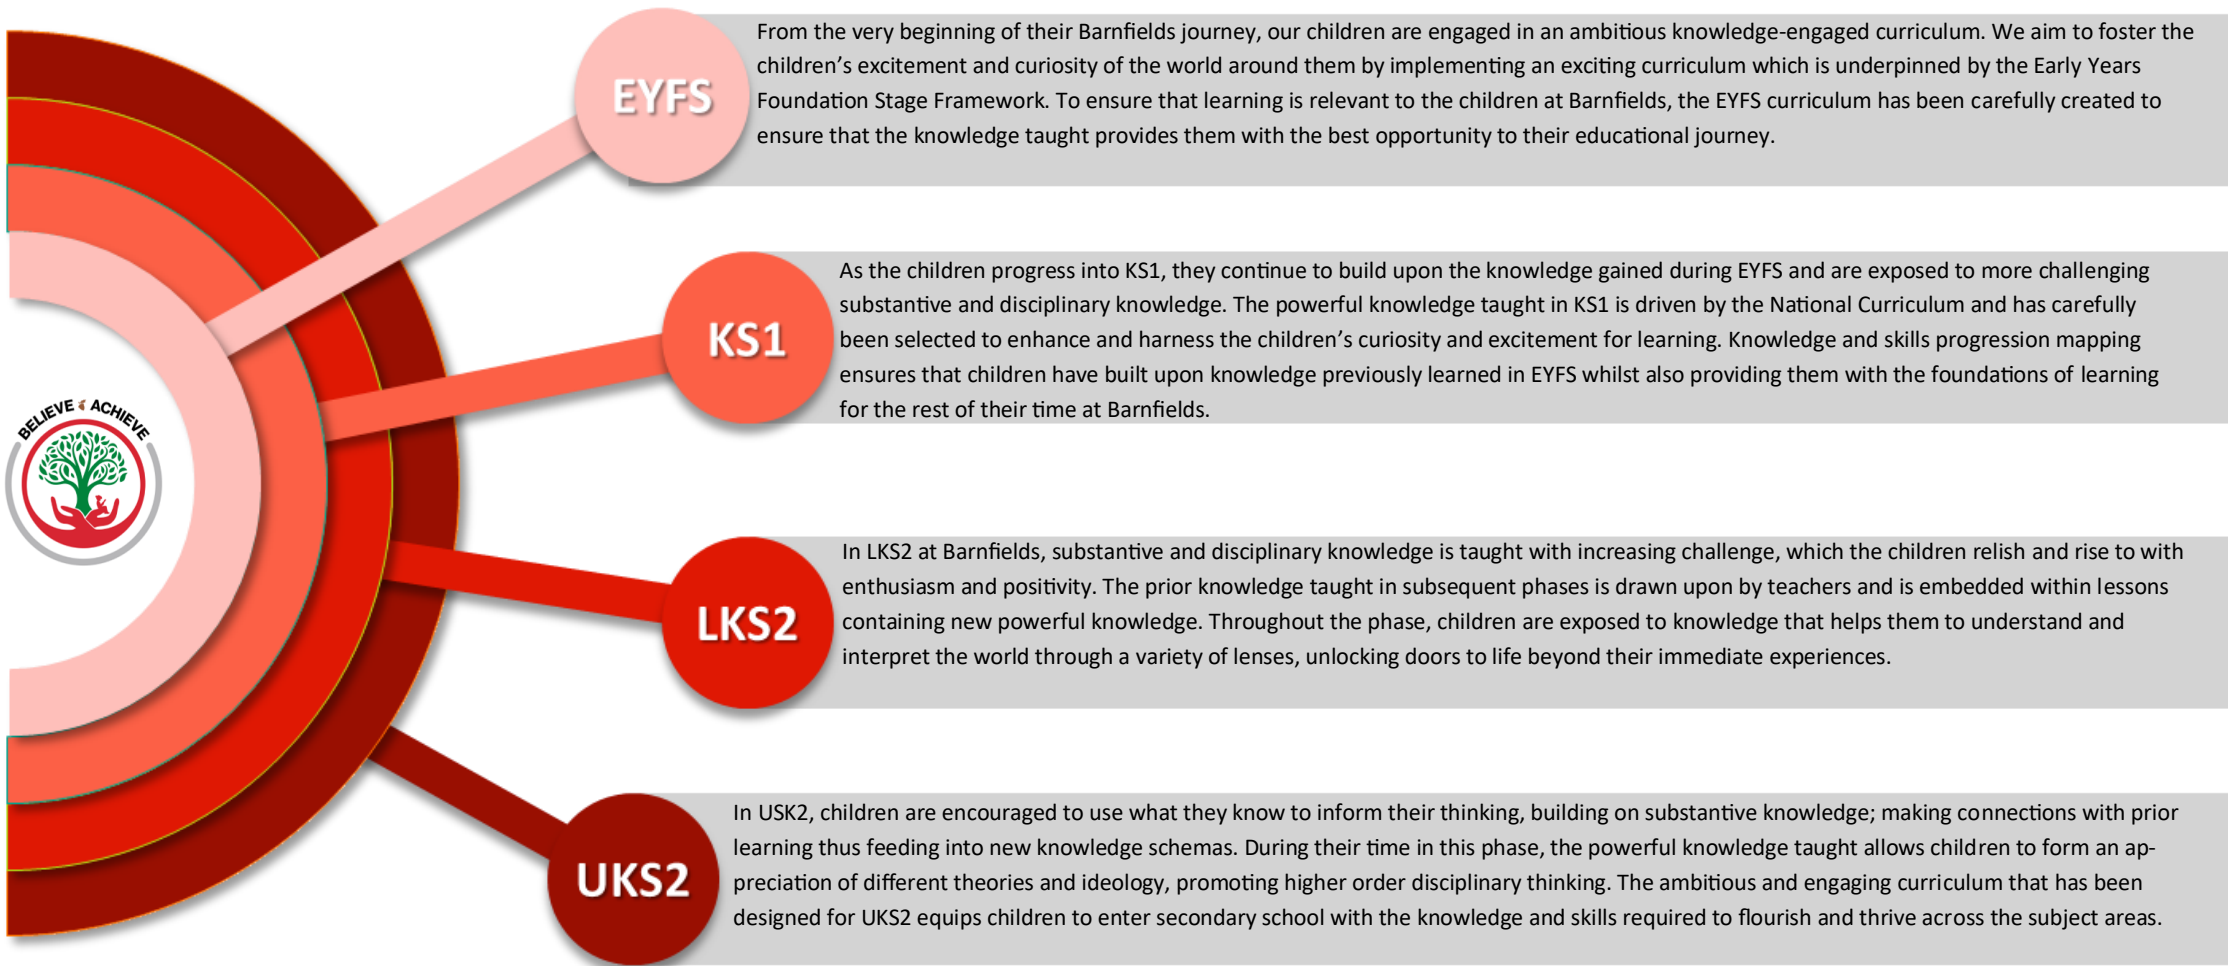 BELIEVE ACHIEVE
EYFS
From the very beginning of their Barnfields journey, our children are engaged in an ambitious knowledge-engaged curriculum. We aim to foster the
children’s excitement and curiosity of the world around them by implementing an exciting curriculum which is underpinned by the Early Years
Foundation Stage Framework. To ensure that learning is relevant to the children at Barnfields, the EYFS curriculum has been carefully created to
ensure that the knowledge taught provides them with the best opportunity to their educational journey.
KS1
As the children progress into KS1, they continue to build upon the knowledge gained during EYFS and are exposed to more challenging
substantive and disciplinary knowledge. The powerful knowledge taught in KS1 is driven by the National Curriculum and has carefully
been selected to enhance and harness the children’s curiosity and excitement for learning. Knowledge and skills progression mapping
ensures that children have built upon knowledge previously learned in EYFS whilst also providing them with the foundations of learning
for the rest of their time at Barnfields.
LKS2
In LKS2 at Barnfields, substantive and disciplinary knowledge is taught with increasing challenge, which the children relish and rise to with
enthusiasm and positivity. The prior knowledge taught in subsequent phases is drawn upon by teachers and is embedded within lessons
containing new powerful knowledge. Throughout the phase, children are exposed to knowledge that helps them to understand and
interpret the world through a variety of lenses, unlocking doors to life beyond their immediate experiences.
UKS2
In USK2, children are encouraged to use what they know to inform their thinking, building on substantive knowledge; making connections with prior
learning thus feeding into new knowledge schemas. During their time in this phase, the powerful knowledge taught allows children to form an ap-
preciation of different theories and ideology, promoting higher order disciplinary thinking. The ambitious and engaging curriculum that has been
designed for UKS2 equips children to enter secondary school with the knowledge and skills required to flourish and thrive across the subject areas.